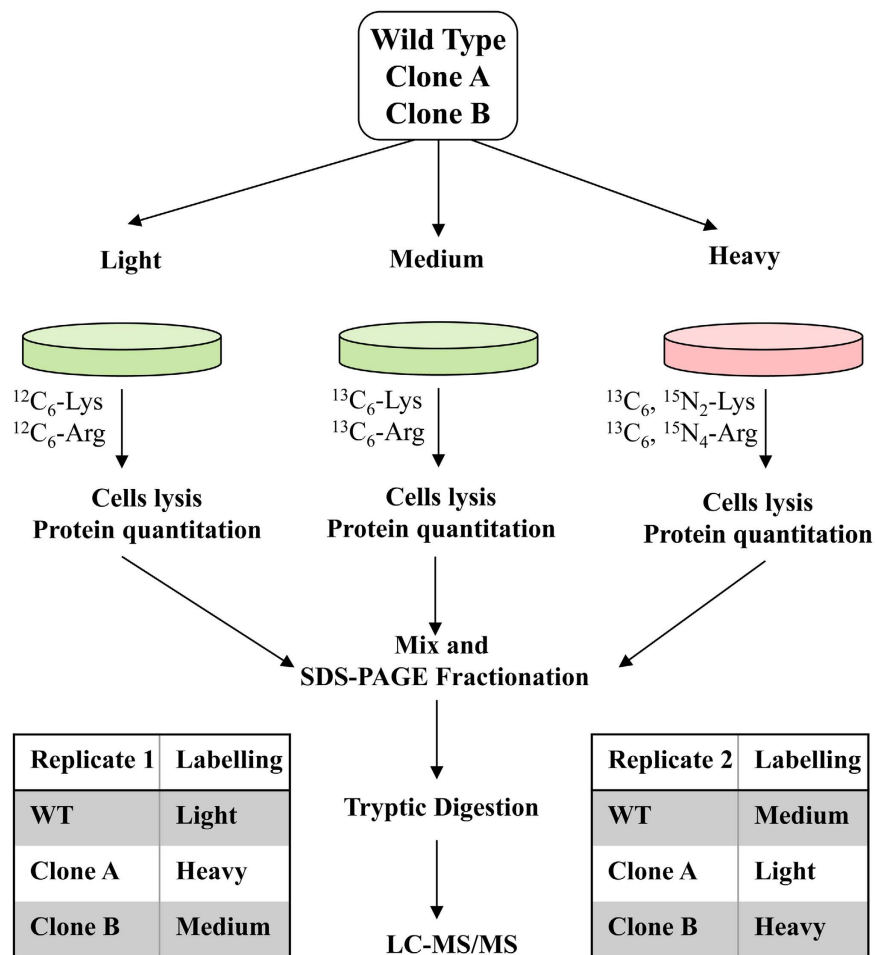 Wild Type
Clone A
Clone B
Light
Medium
Heavy
¹²C₆-Lys
¹²C₆-Arg
¹³C₆-Lys
¹³C₆-Arg
¹³C₆, ¹⁵N₂-Lys
¹³C₆, ¹⁵N₄-Arg
Cells lysis
Protein quantitation
Cells lysis
Protein quantitation
Cells lysis
Protein quantitation
Mix and
SDS-PAGE Fractionation
Replicate 1 Labelling
WT Light
Clone A Heavy
Clone B Medium
Tryptic Digestion
LC-MS/MS
Replicate 2 Labelling
WT Medium
Clone A Light
Clone B Heavy